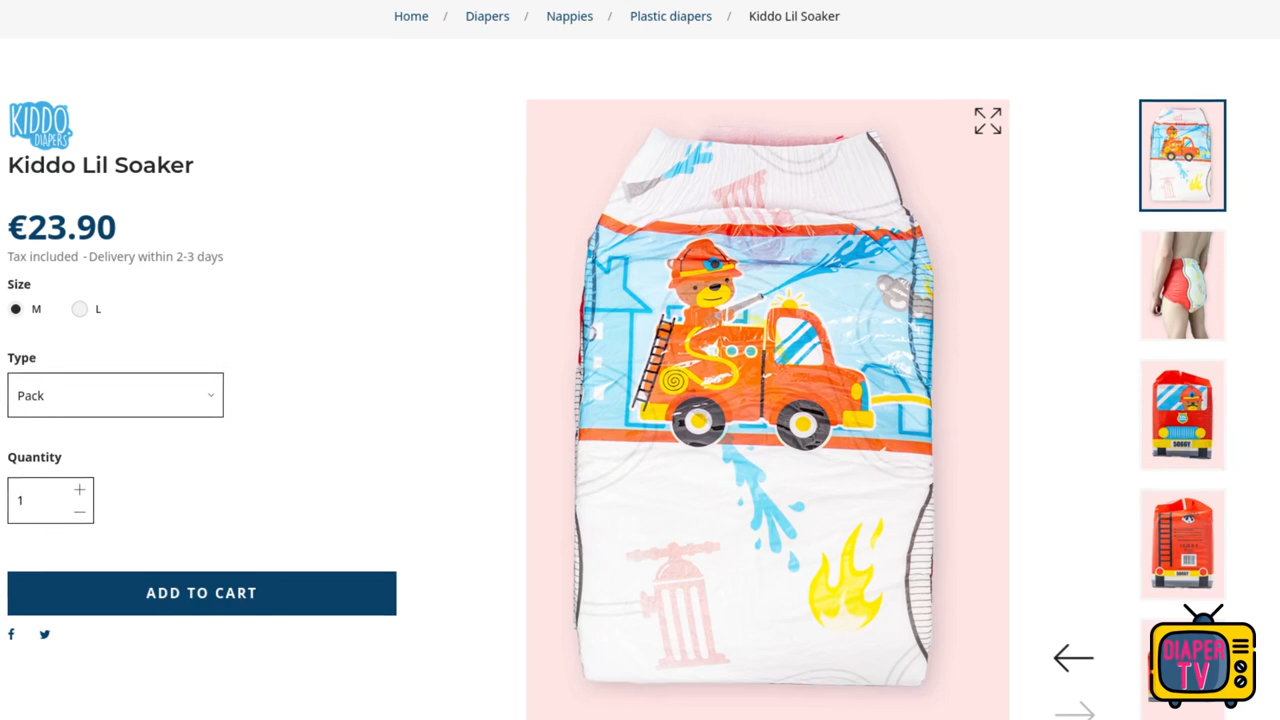 Home / Diapers / Nappies / Plastic diapers / Kiddo Lil Soaker
KIDDO
DIAPERS
Kiddo Lil Soaker
€23.90
Tax included - Delivery within 2-3 days
Size
M L
Type
Pack
Quantity
1
ADD TO CART
SOGGY
SOGGY
DIAPER
TV